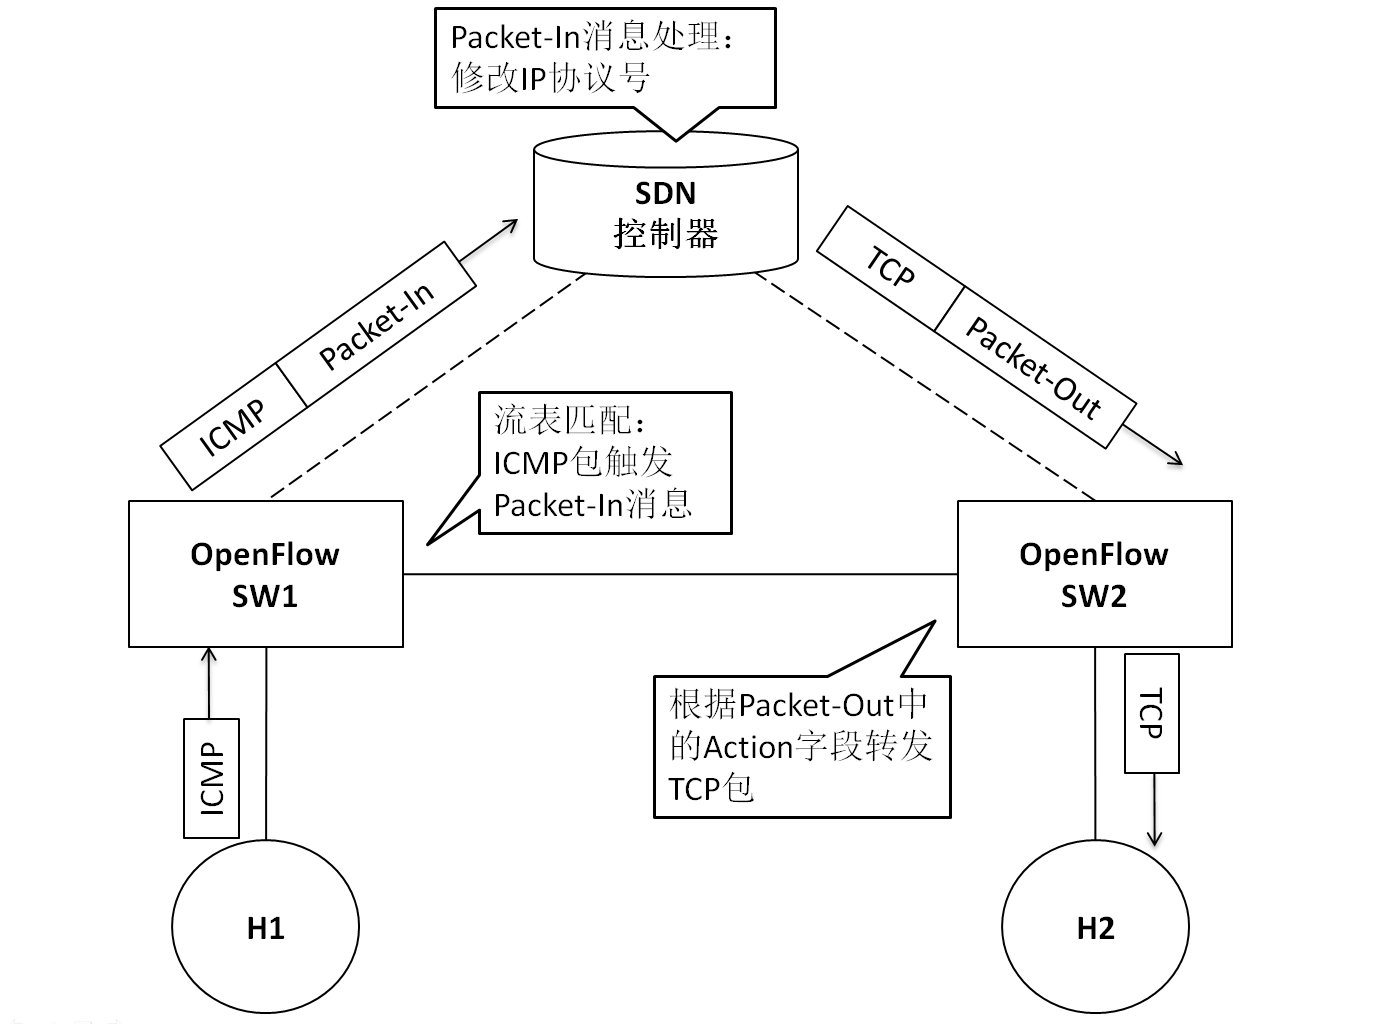 Packet-In消息处理：
修改IP协议号
SDN
控制器
ICMP
Packet-In
TCP
Packet-Out
流表匹配：
ICMP包触发
Packet-In消息
OpenFlow
SW1
OpenFlow
SW2
根据Packet-Out中
的Action字段转发
TCP包
ICMP
TCP
H1
H2